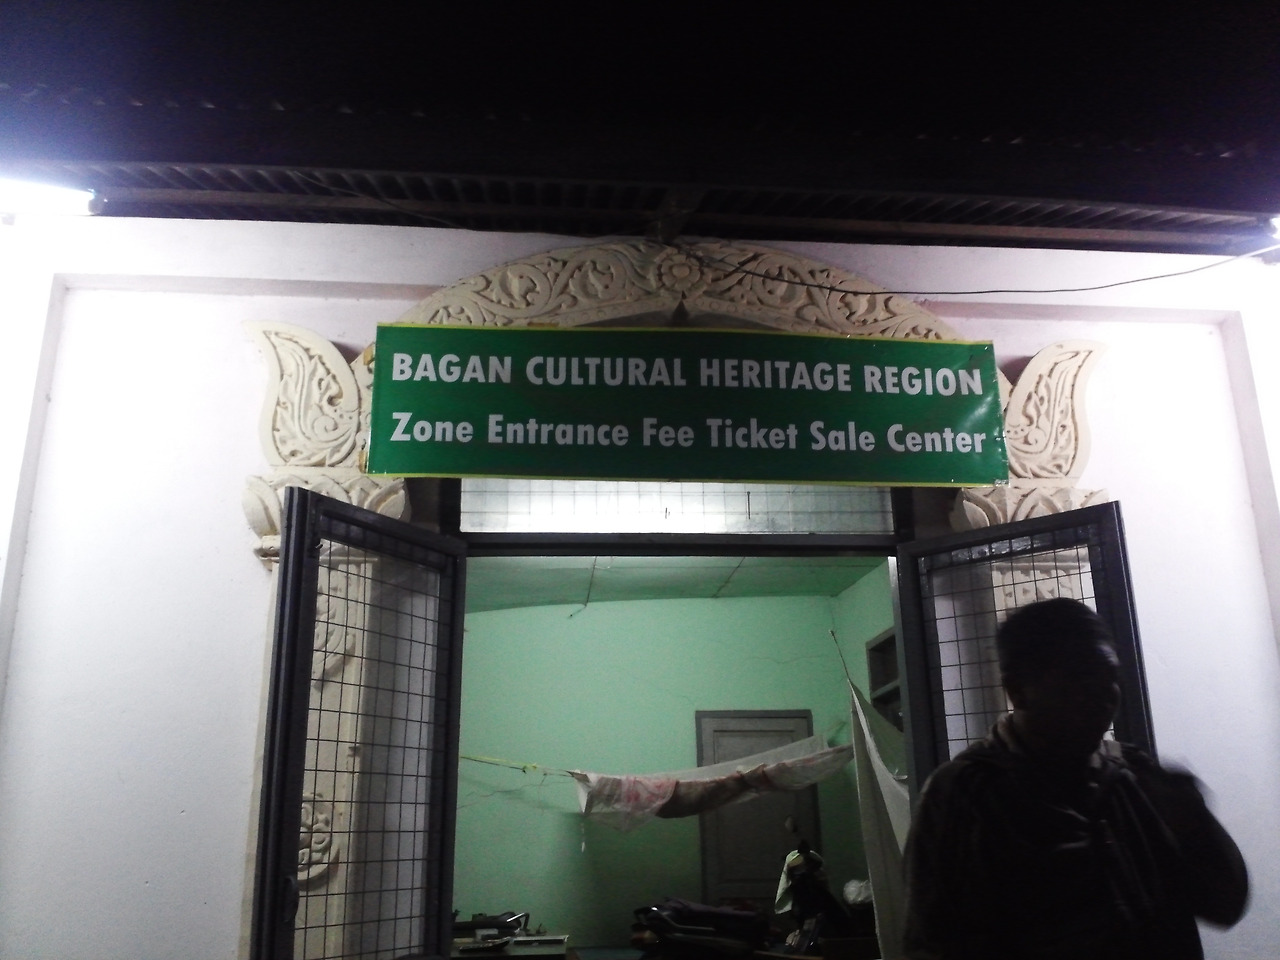 BAGAN CULTURAL HERITAGE REGION
Zone Entrance Fee Ticket Sale Center